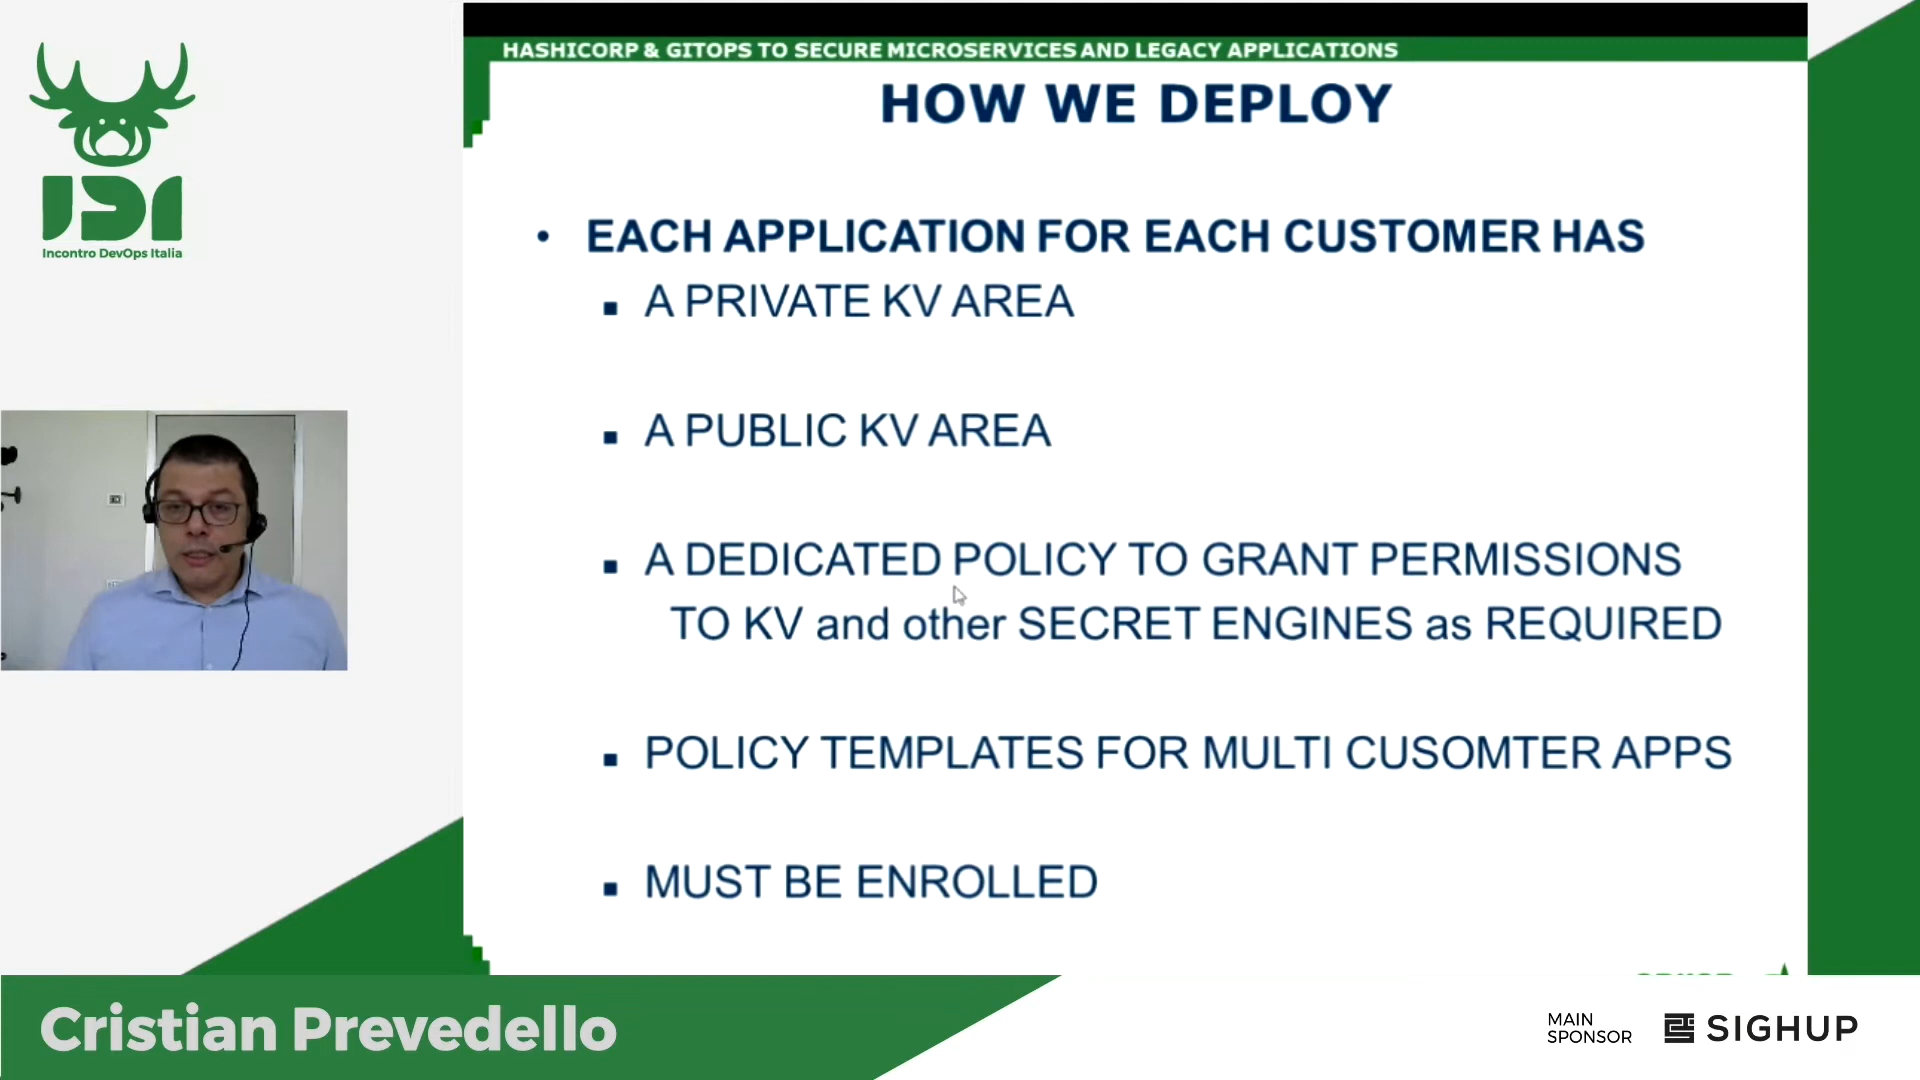 HASHICORP & GITOPS TO SECURE MICROSERVICES AND LEGACY APPLICATIONS
HOW WE DEPLOY
• EACH APPLICATION FOR EACH CUSTOMER HAS
▪ A PRIVATE KV AREA
▪ A PUBLIC KV AREA
▪ A DEDICATED POLICY TO GRANT PERMISSIONS
TO KV and other SECRET ENGINES as REQUIRED
▪ POLICY TEMPLATES FOR MULTI CUSOMTER APPS
▪ MUST BE ENROLLED
IDI
Incontro DevOps Italia
Cristian Prevedello
MAIN
SPONSOR
SIGHUP